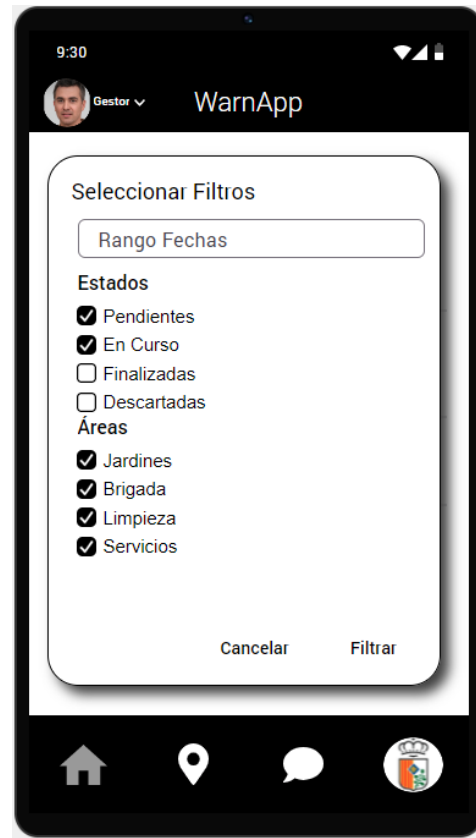 9:30
Gestor
WarnApp
Seleccionar Filtros
Rango Fechas
Estados
Pendientes
En Curso
Finalizadas
Descartadas
Áreas
Jardines
Brigada
Limpieza
Servicios
Cancelar Filtrar